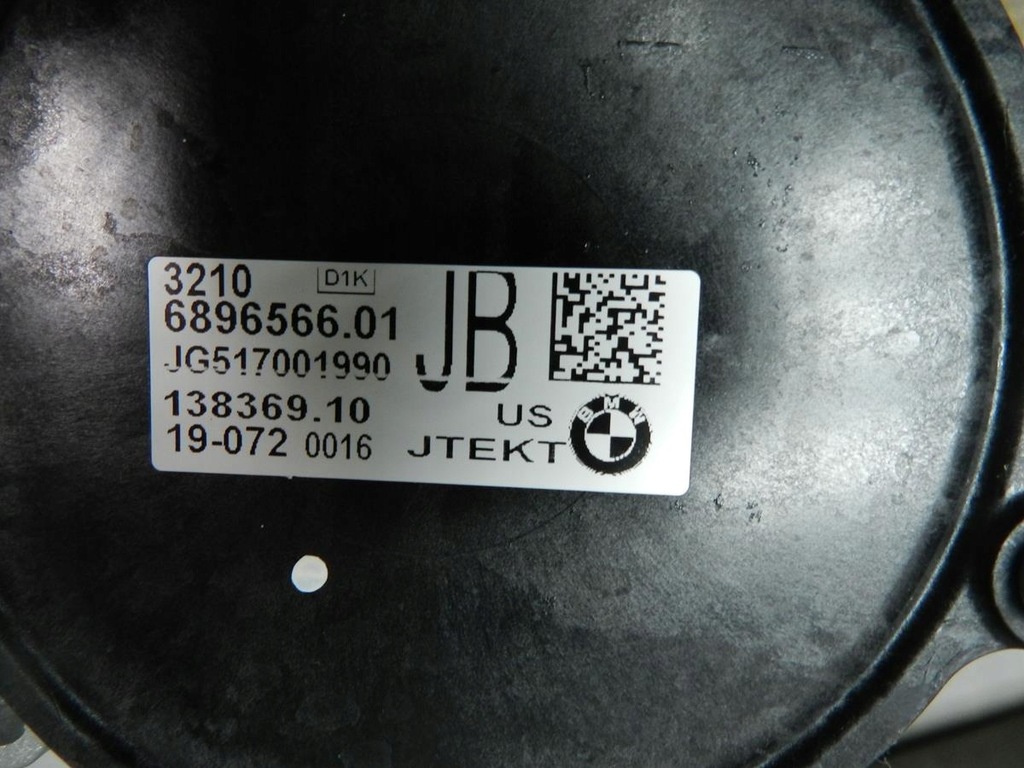 3210 D1K
6896566.01 JB
JG517001990
138369.10 US
19-072 0016 JTEKT
BMW